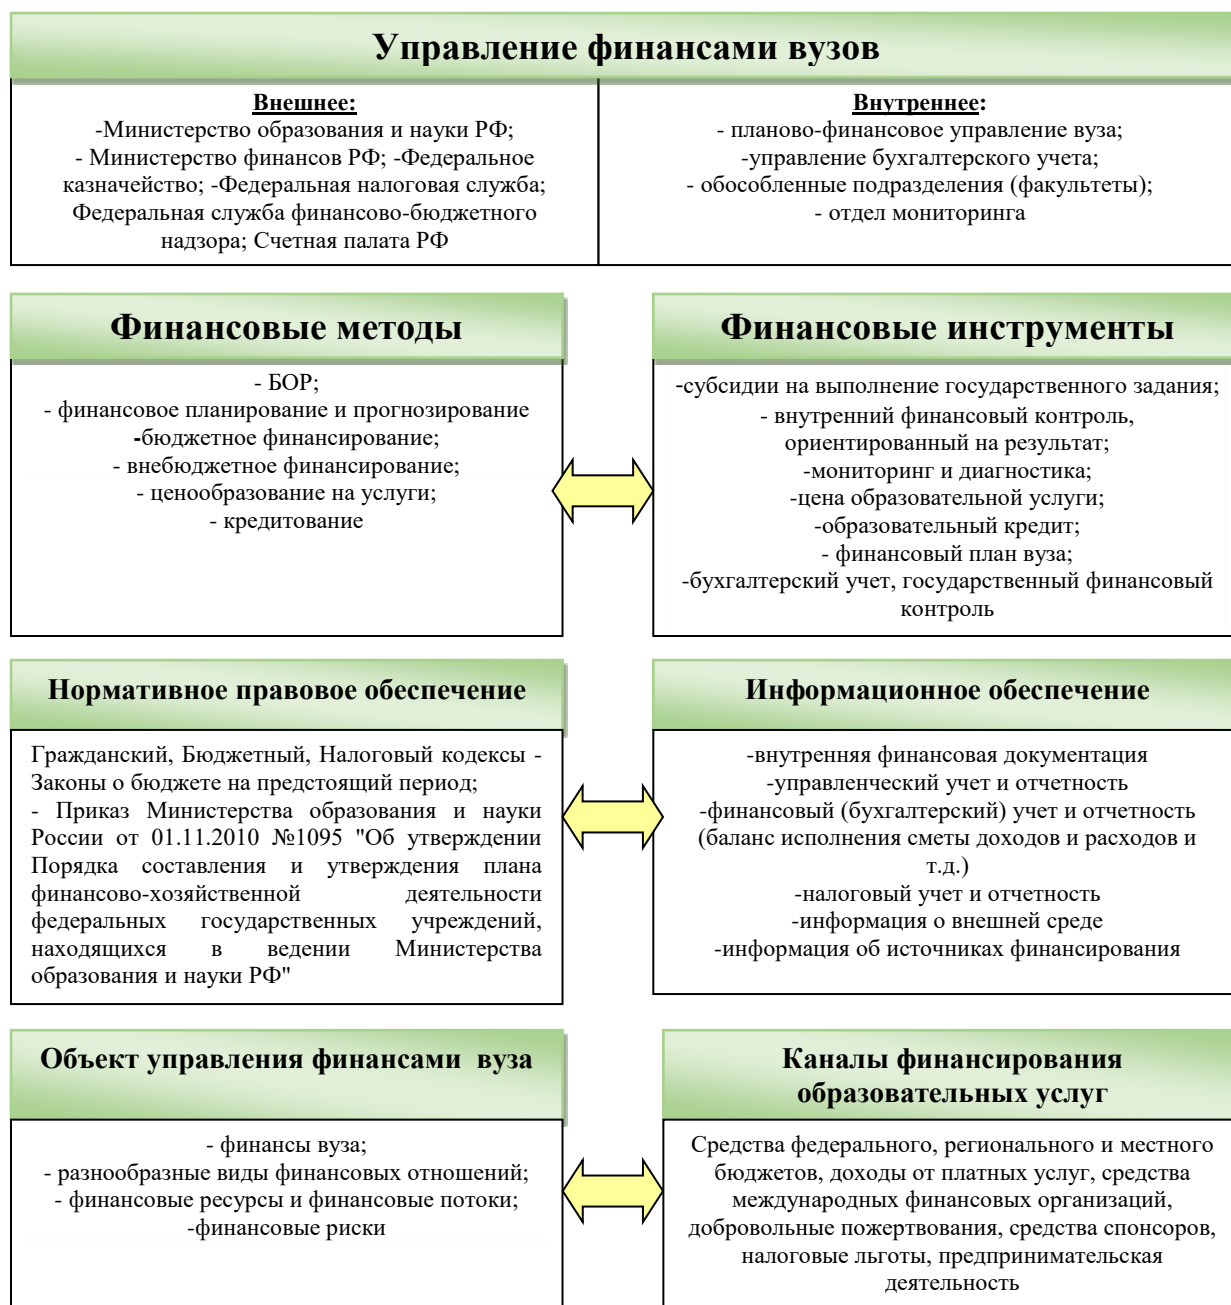 Управление финансами вузов
Внешнее:
-Министерство образования и науки РФ;
- Министерство финансов РФ; -Федеральное
казначейство; -Федеральная налоговая служба;
Федеральная служба финансово-бюджетного
надзора; Счетная палата РФ
Внутреннее:
- планово-финансовое управление вуза;
-управление бухгалтерского учета;
- обособленные подразделения (факультеты);
- отдел мониторинга
Финансовые методы
- БОР;
- финансовое планирование и прогнозирование
-бюджетное финансирование;
- внебюджетное финансирование;
- ценообразование на услуги;
- кредитование
Финансовые инструменты
-субсидии на выполнение государственного задания;
- внутренний финансовый контроль,
ориентированный на результат;
-мониторинг и диагностика;
-цена образовательной услуги;
-образовательный кредит;
- финансовый план вуза;
-бухгалтерский учет, государственный финансовый
контроль
Нормативное правовое обеспечение
Гражданский, Бюджетный, Налоговый кодексы -
Законы о бюджете на предстоящий период;
- Приказ Министерства образования и науки
России от 01.11.2010 №1095 "Об утверждении
Порядка составления и утверждения плана
финансово-хозяйственной деятельности
федеральных государственных учреждений,
находящихся в ведении Министерства
образования и науки РФ"
Информационное обеспечение
-внутренняя финансовая документация
-управленческий учет и отчетность
-финансовый (бухгалтерский) учет и отчетность
(баланс исполнения сметы доходов и расходов и
т.д.)
-налоговый учет и отчетность
-информация о внешней среде
-информация об источниках финансирования
Объект управления финансами вуза
- финансы вуза;
- разнообразные виды финансовых отношений;
- финансовые ресурсы и финансовые потоки;
-финансовые риски
Каналы финансирования
образовательных услуг
Средства федерального, регионального и местного
бюджетов, доходы от платных услуг, средства
международных финансовых организаций,
добровольные пожертвования, средства спонсоров,
налоговые льготы, предпринимательская
деятельность